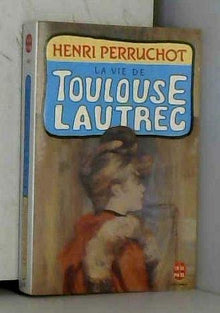 HENRI PERRUCHOT
LA VIE DE
TOULOUSE
LAUTREC